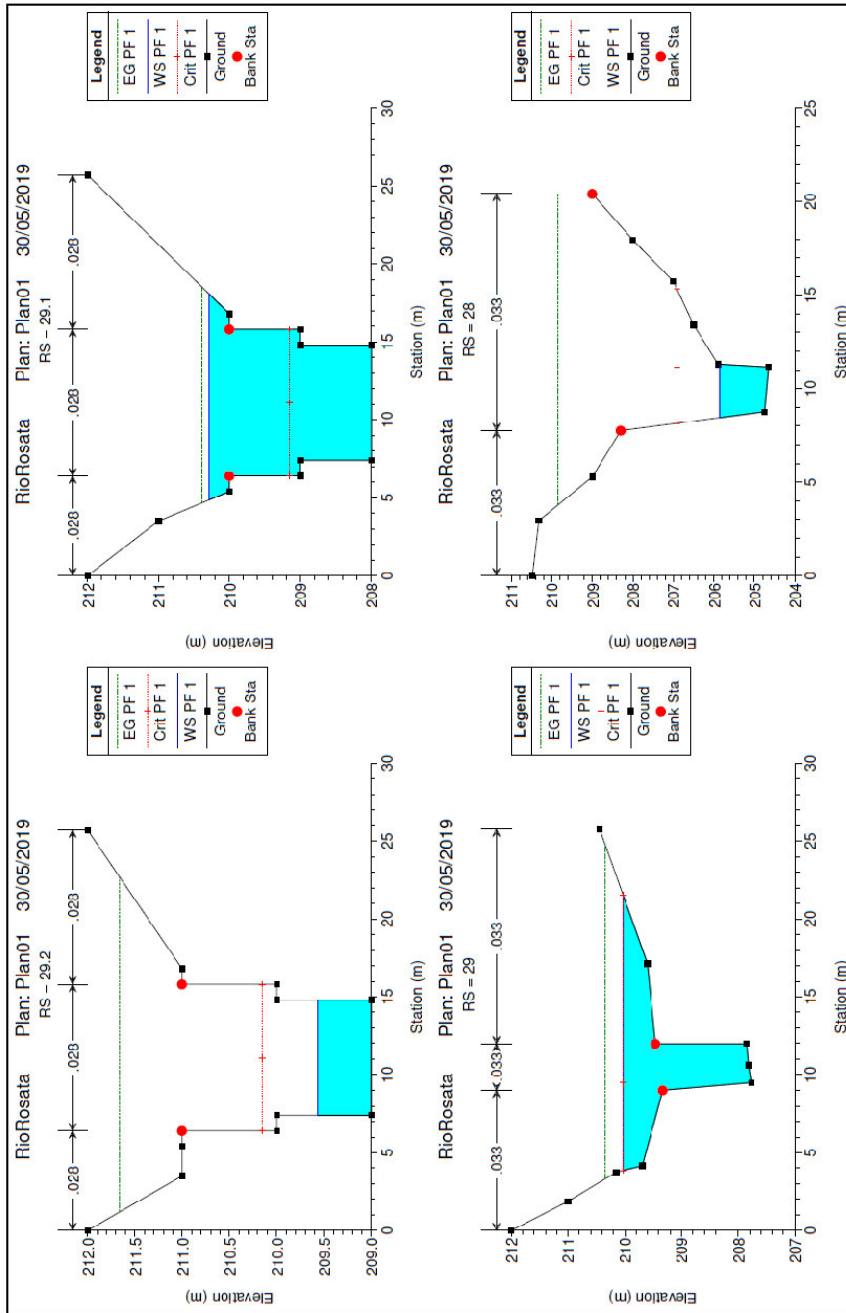 RioRosata Plan: Plan01 30/05/2019
RS - 29.2
.028
.028
.028
Legend
EG PF 1
Crit PF 1
WS PF 1
Ground
Bank Sta
212.0
211.5
211.0
210.5
210.0
209.5
209.0
Elevation (m)
0 5 10 15 20 25 30
Station (m)
RioRosata Plan: Plan01 30/05/2019
RS - 29.1
.028
.028
.028
Legend
EG PF 1
WS PF 1
Crit PF 1
Ground
Bank Sta
212
211
210
209
208
Elevation (m)
0 5 10 15 20 25 30
Station (m)
RioRosata Plan: Plan01 30/05/2019
RS = 29
.033
.033
.033
Legend
EG PF 1
WS PF 1
Crit PF 1
Ground
Bank Sta
212
211
210
209
208
207
Elevation (m)
0 5 10 15 20 25 30
Station (m)
RioRosata Plan: Plan01 30/05/2019
RS = 28
.033
.033
Legend
EG PF 1
Crit PF 1
WS PF 1
Ground
Bank Sta
211
210
209
208
207
206
205
204
Elevation (m)
0 5 10 15 20 25
Station (m)